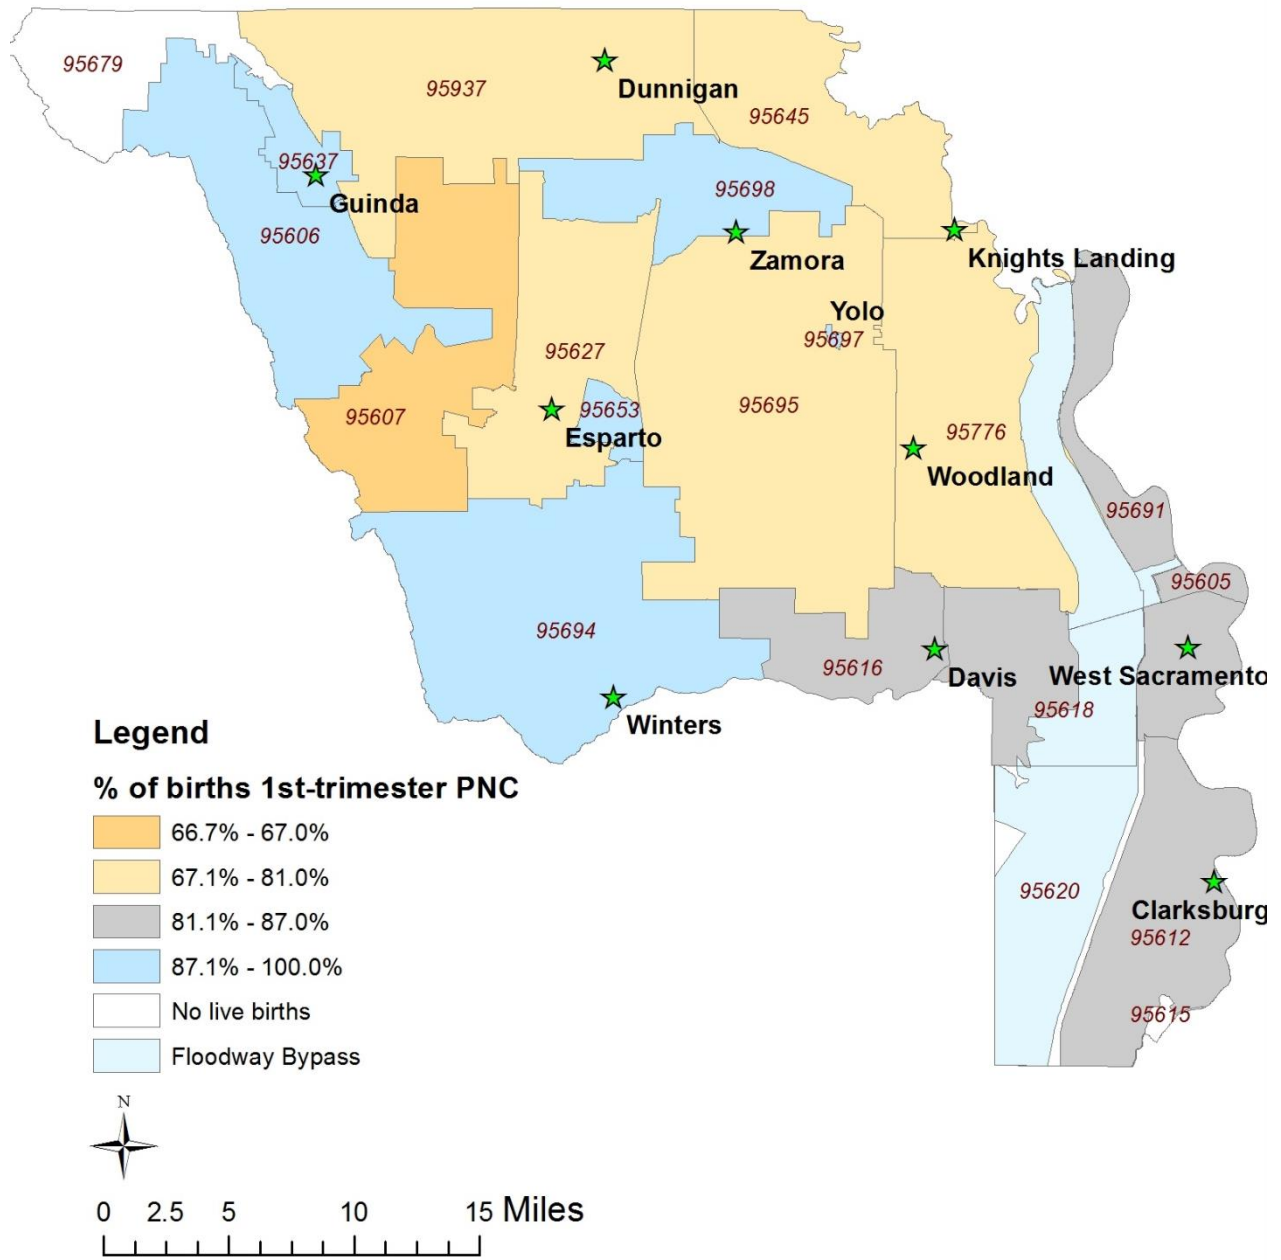 95679
95937
Dunnigan
95645
95637
Guinda
95698
95606
Zamora
Knights Landing
Yolo
95697
95627
95653
95695
95607
Esparto
95776
Woodland
95691
95605
95694
95616
Davis
West Sacramento
95618
Winters
95620
Clarksburg
95612
95615
Legend
% of births 1st-trimester PNC
66.7% - 67.0%
67.1% - 81.0%
81.1% - 87.0%
87.1% - 100.0%
No live births
Floodway Bypass
N
0 2.5 5 10 15 Miles